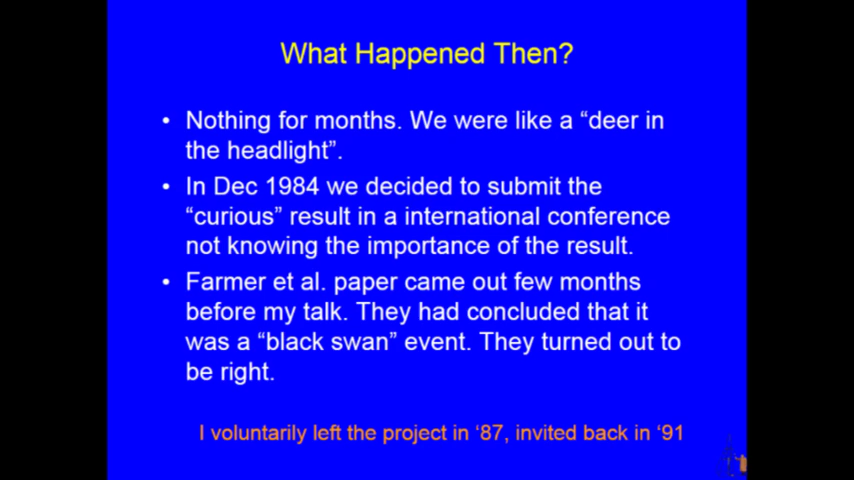 What Happened Then?
• Nothing for months. We were like a “deer in
the headlight”.
• In Dec 1984 we decided to submit the
“curious” result in a international conference
not knowing the importance of the result.
• Farmer et al. paper came out few months
before my talk. They had concluded that it
was a “black swan” event. They turned out to
be right.
I voluntarily left the project in ‘87, invited back in ‘91